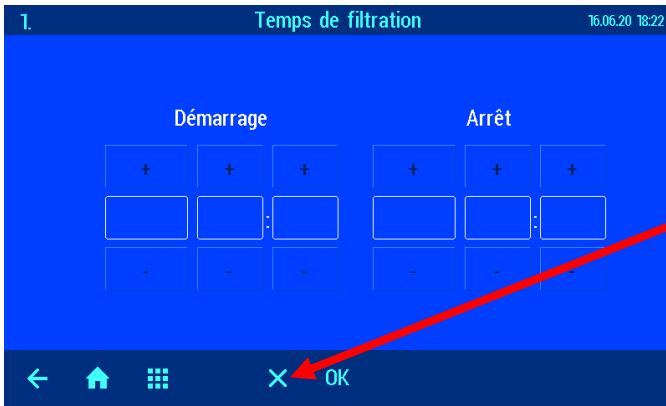 1. Temps de filtration 16.06.20 18:22
Démarrage Arrêt
+ + + + + +
: :
- - - - - -
OK